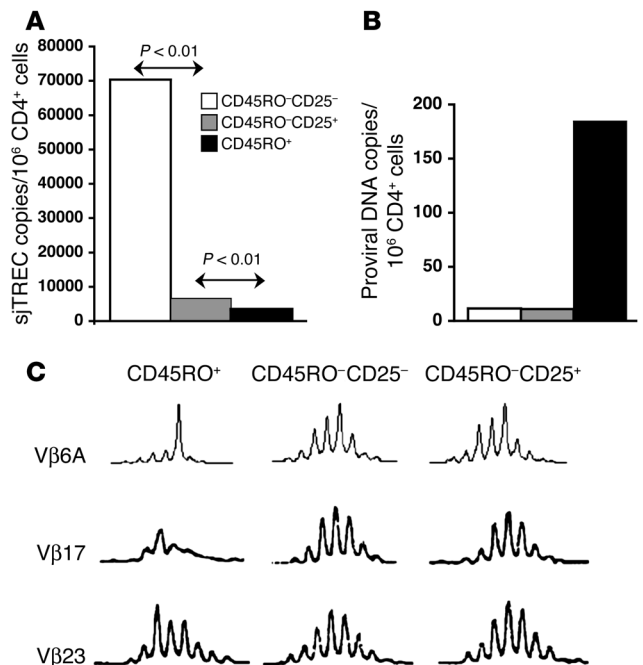 A
sjTREC copies/10⁶ CD4⁺ cells
80000
70000
60000
50000
40000
30000
20000
10000
0
P < 0.01
P < 0.01
CD45RO⁻CD25⁻
CD45RO⁻CD25⁺
CD45RO⁺
B
Proviral DNA copies/
10⁶ CD4⁺ cells
200
150
100
50
0
C
CD45RO⁺ CD45RO⁻CD25⁻ CD45RO⁻CD25⁺
Vβ6A
Vβ17
Vβ23